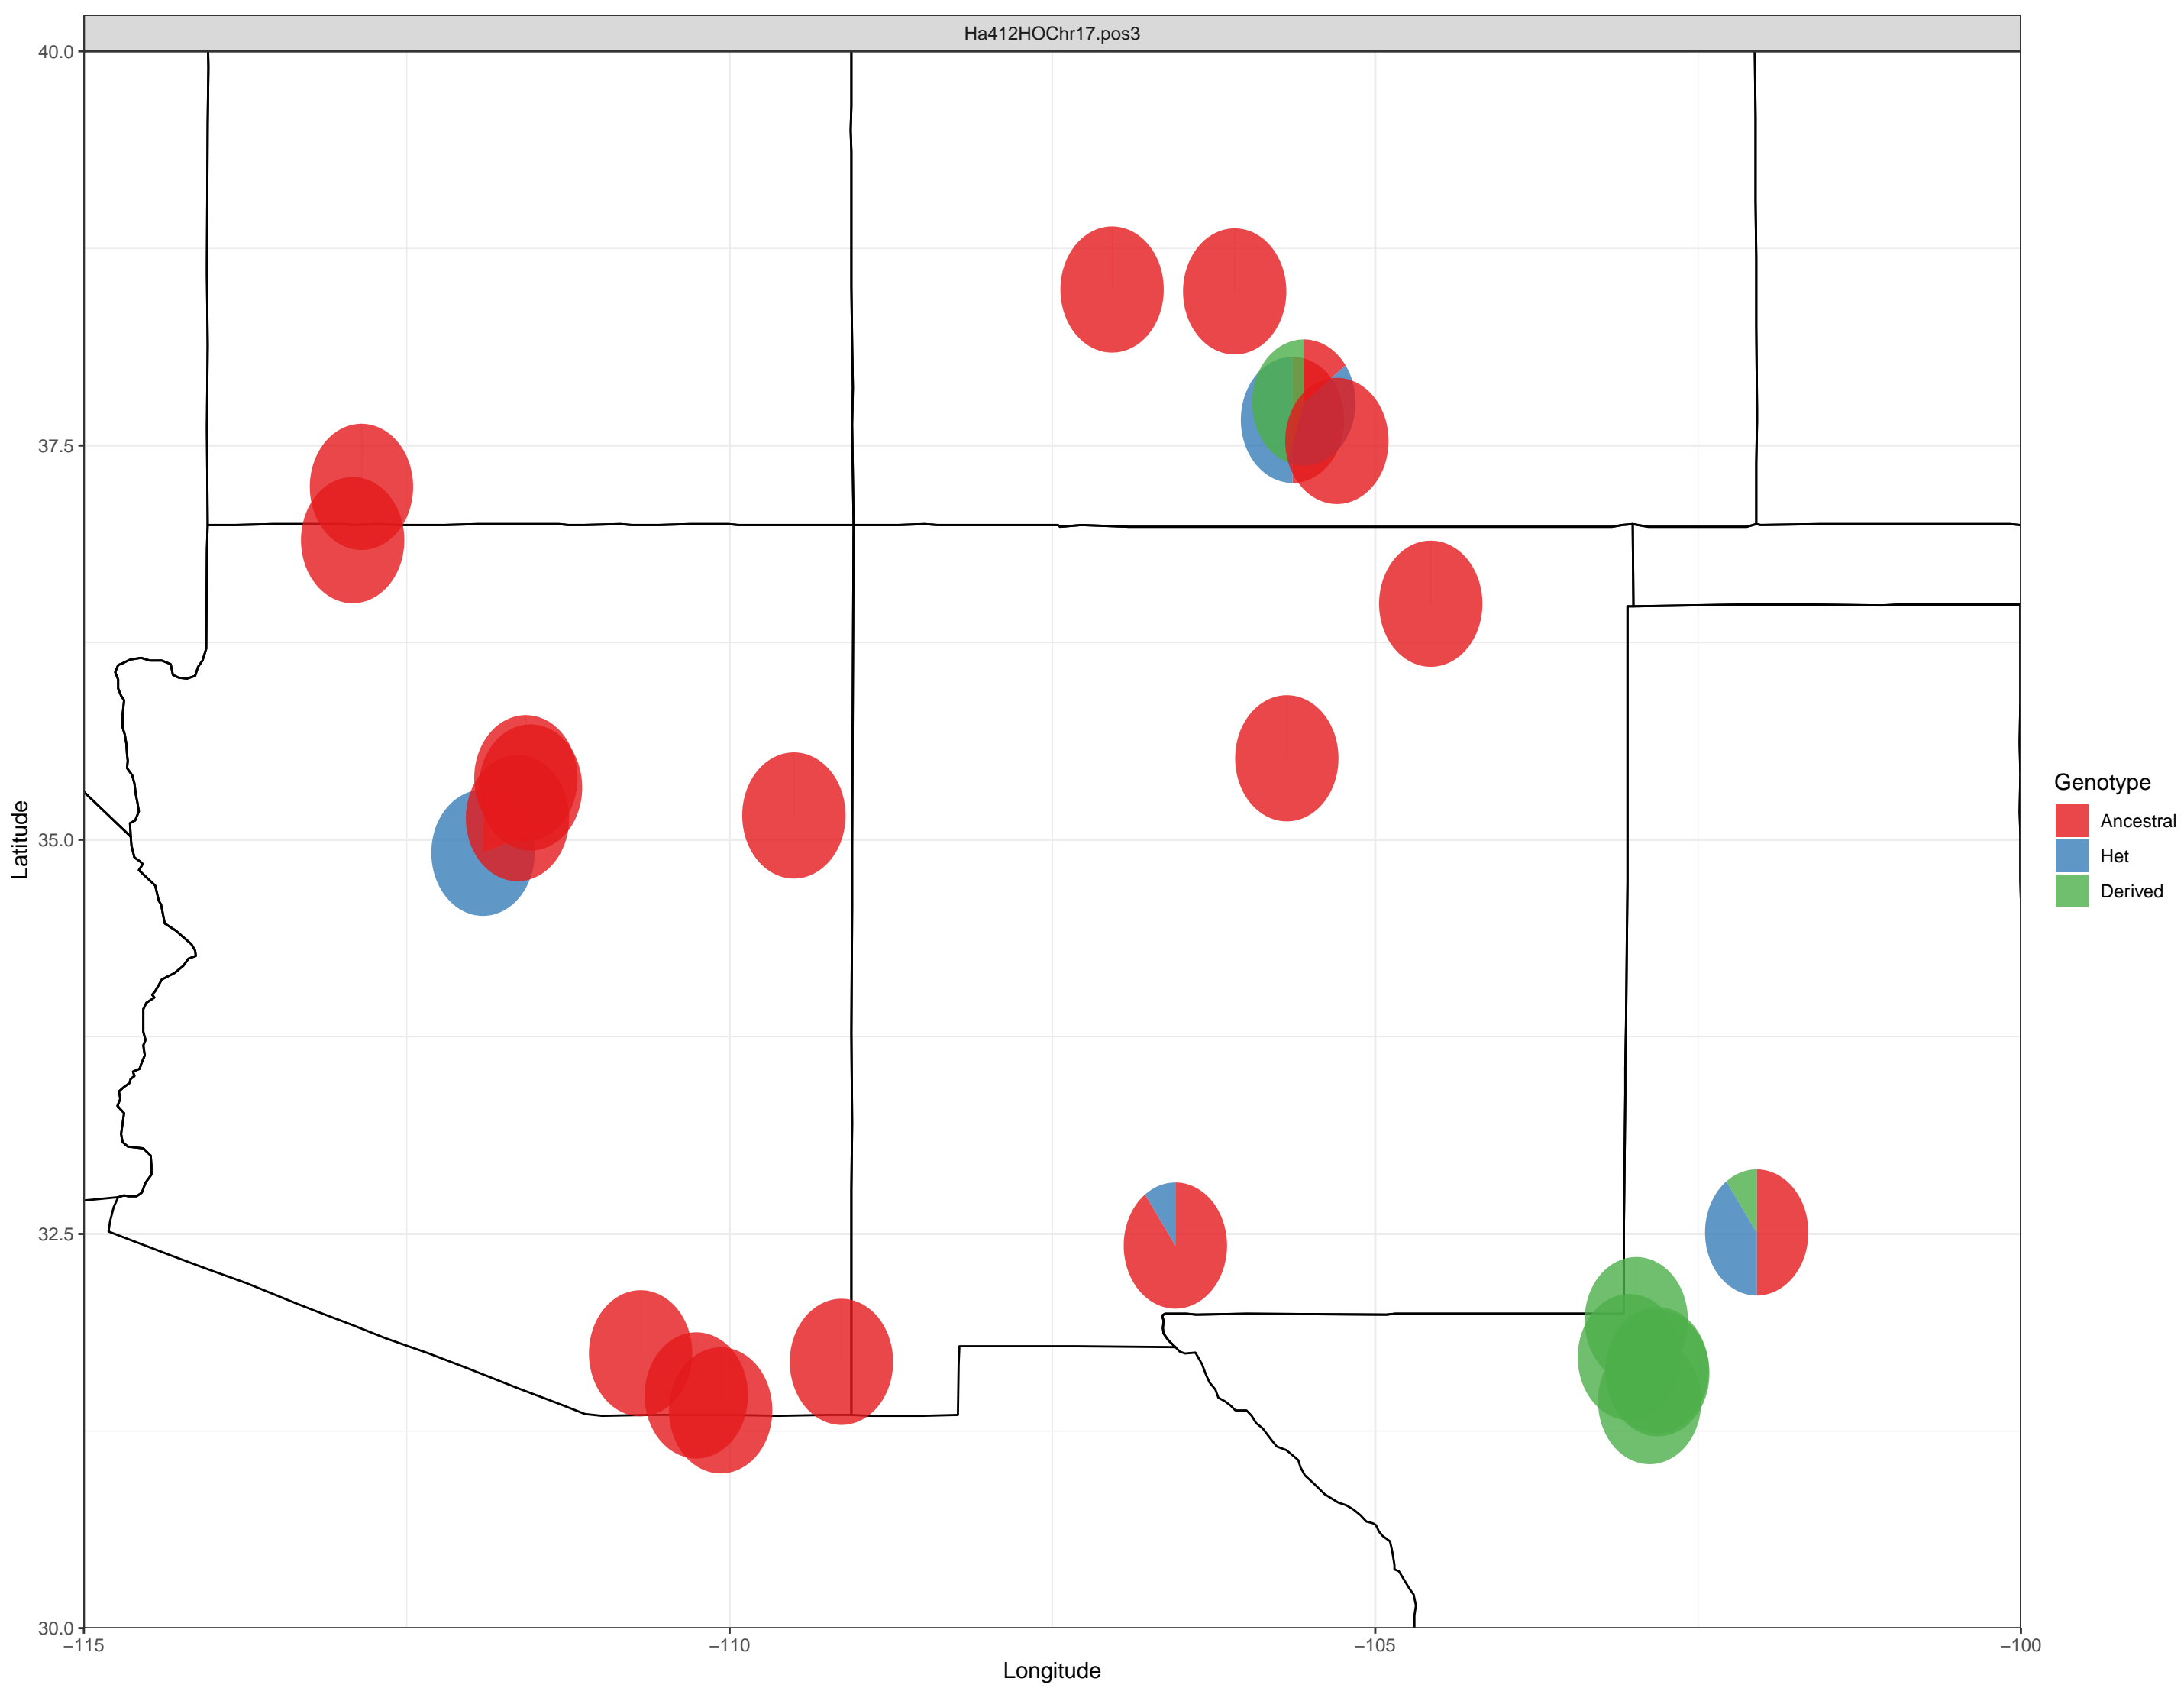 Ha412HOChr17.pos3
40.0
37.5
35.0
32.5
30.0
Latitude
−115
−110
−105
−100
Longitude
Genotype
Ancestral
Het
Derived